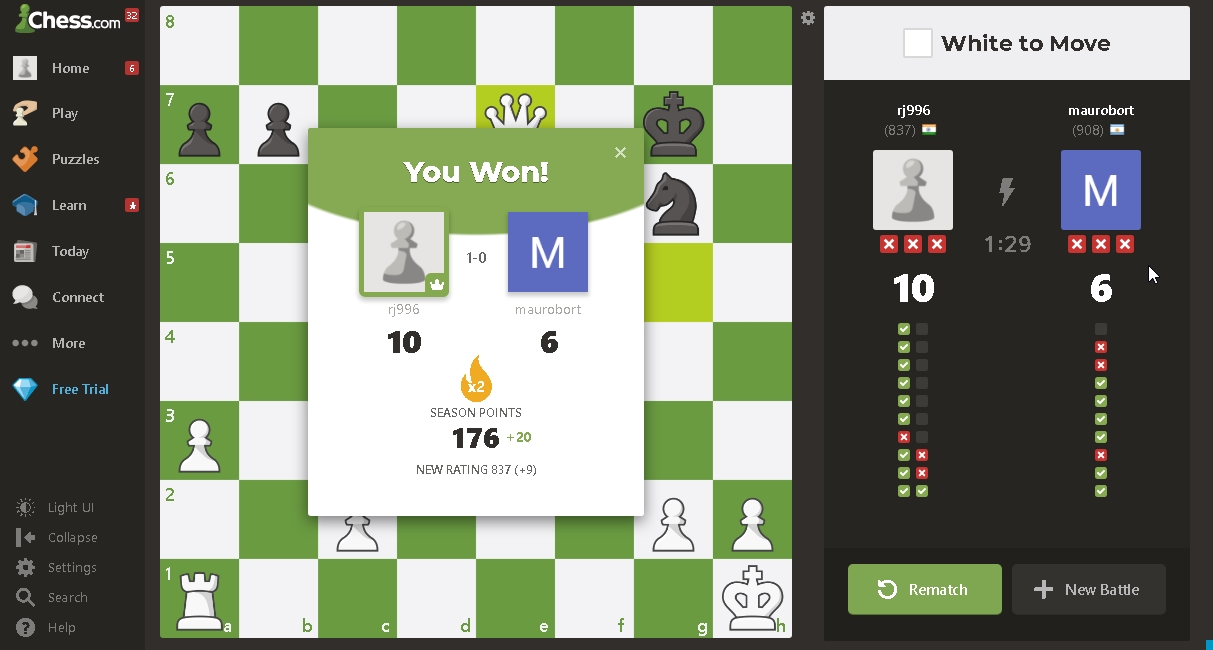 Chess.com 32
Home 6
Play
Puzzles
Learn
Today
Connect
More
Free Trial
Light UI
Collapse
Settings
Search
Help
8
7
6
5
4
3
2
1
a b c d e f g h
You Won!
1-0
M
rj996 maurobort
10 6
x2
SEASON POINTS
176 +20
NEW RATING 837 (+9)
White to Move
rj996 maurobort
(837) (908)
M
1:29
10 6
Rematch New Battle